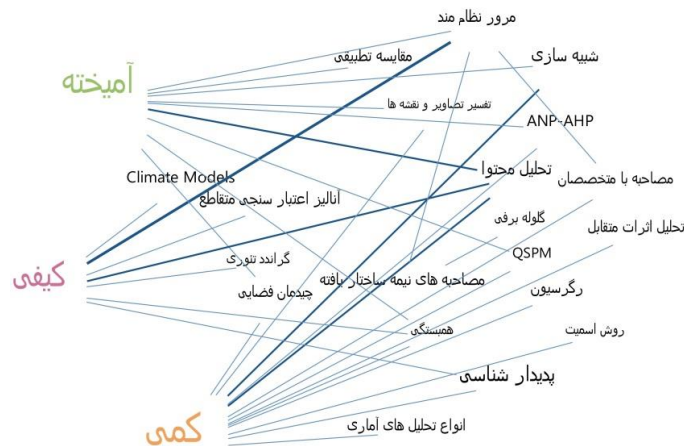 مرور نظام مند
آمیخته
مقایسه تطبیقی
شبیه سازی
تفسیر تصاویر و نقشه ها
ANP-AHP
تحلیل محتوا
مصاحبه با متخصصان
Climate Models
آنالیز اعتبار سنجی متقاطع
گلوله برفی
تحلیل اثرات متقابل
QSPM
کیفی
گراندد تئوری
مصاحبه های نیمه ساختار یافته
چیدمان فضایی
رگرسیون
همبستگی
روش اسمیت
پدیدار شناسی
کمی
انواع تحلیل های آماری